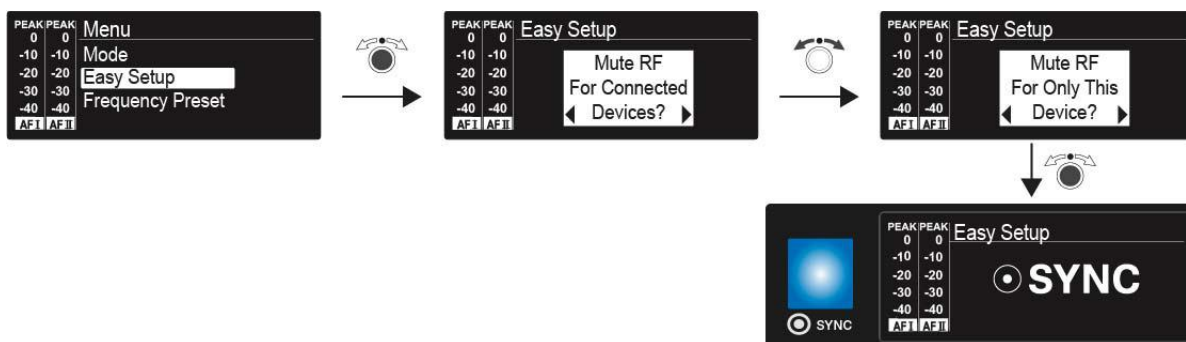 PEAK PEAK Menu
0 0
-10 -10 Mode
-20 -20 Easy Setup
-30 -30 Frequency Preset
-40 -40
AF I AF II
PEAK PEAK Easy Setup
0 0
-10 -10 Mute RF
-20 -20 For Connected
-30 -30 Devices?
-40 -40
AF I AF II
PEAK PEAK Easy Setup
0 0
-10 -10 Mute RF
-20 -20 For Only This
-30 -30 Device?
-40 -40
AF I AF II
PEAK PEAK Easy Setup
0 0
-10 -10
-20 -20 SYNC
-30 -30
-40 -40
AF I AF II
SYNC